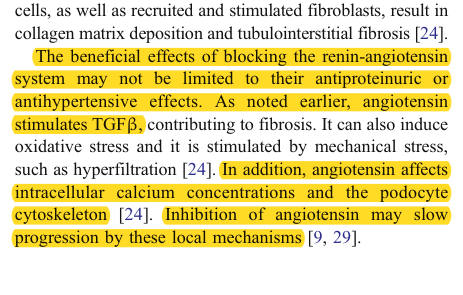 cells, as well as recruited and stimulated fibroblasts, result in
collagen matrix deposition and tubulointerstitial fibrosis [24].
The beneficial effects of blocking the renin-angiotensin
system may not be limited to their antiproteinuric or
antihypertensive effects. As noted earlier, angiotensin
stimulates TGFβ, contributing to fibrosis. It can also induce
oxidative stress and it is stimulated by mechanical stress,
such as hyperfiltration [24]. In addition, angiotensin affects
intracellular calcium concentrations and the podocyte
cytoskeleton [24]. Inhibition of angiotensin may slow
progression by these local mechanisms [9, 29].